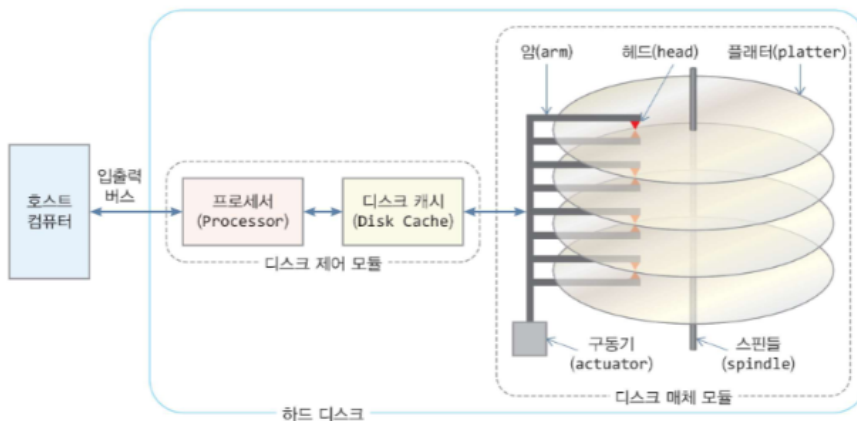 암(arm)
헤드(head)
플래터(platter)
호스트
컴퓨터
입출력
버스
프로세서
(Processor)
디스크 캐시
(Disk Cache)
디스크 제어 모듈
구동기
(actuator)
스핀들
(spindle)
디스크 매체 모듈
하드 디스크